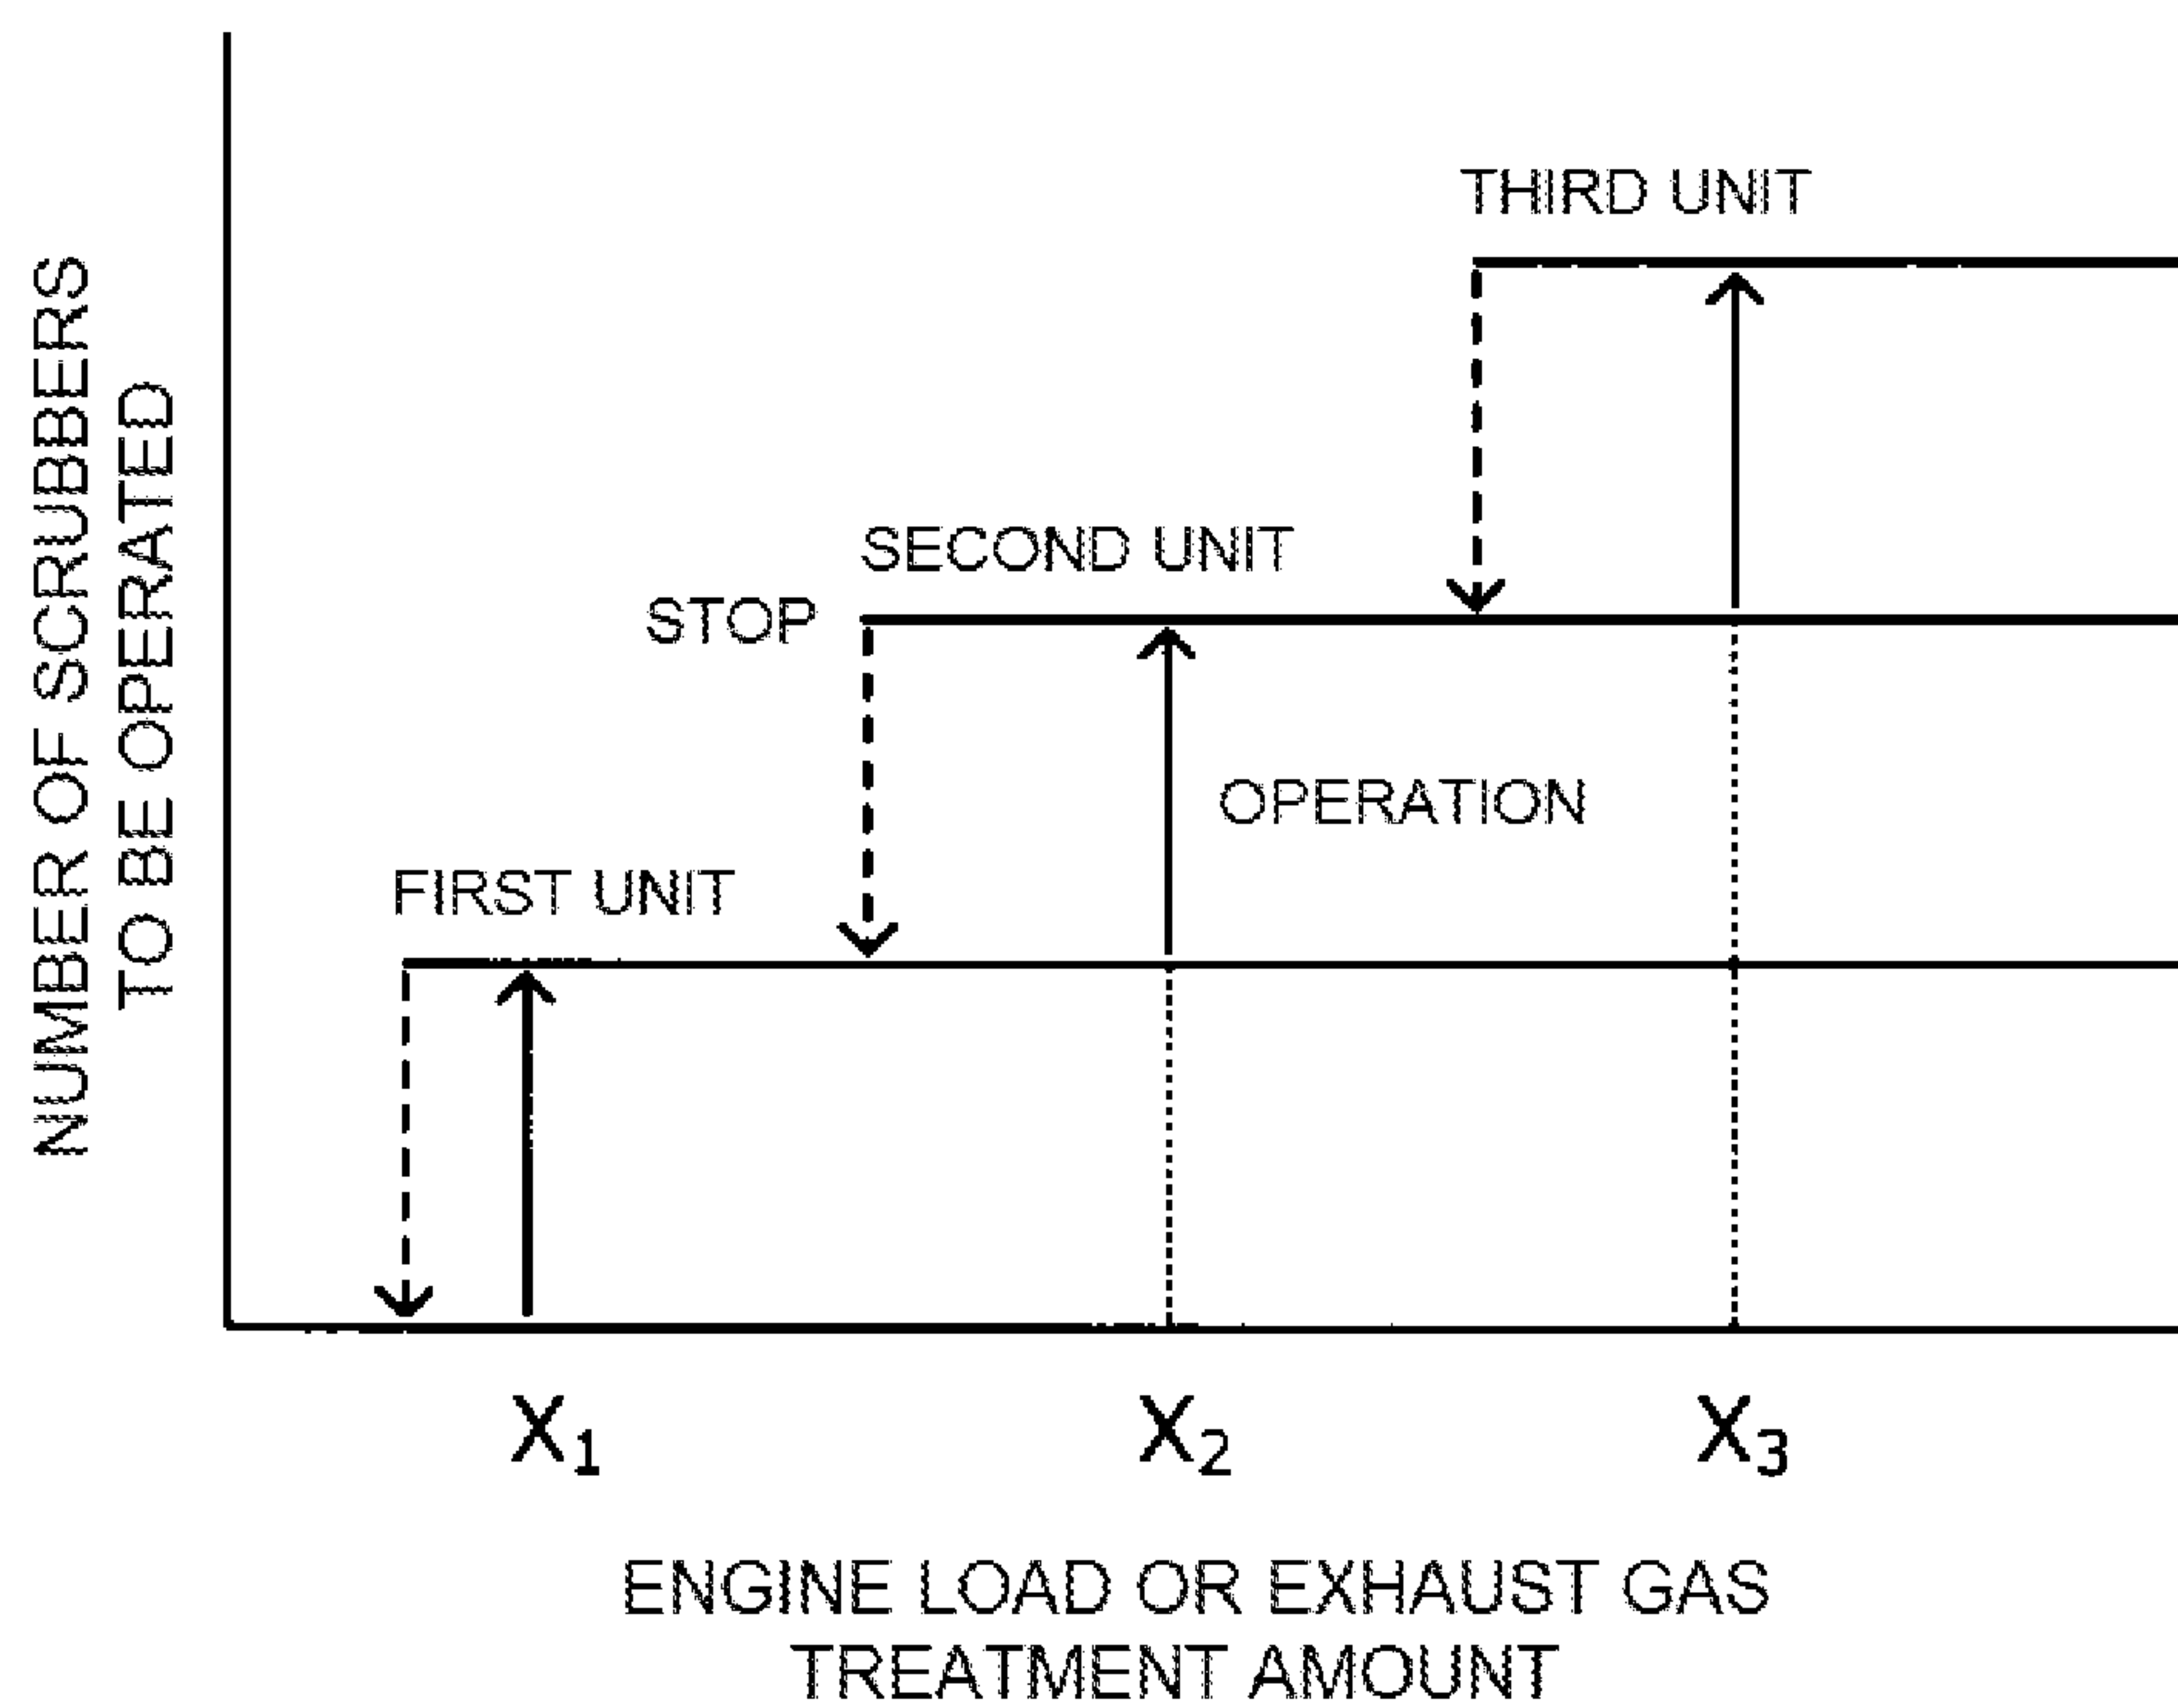 NUMBER OF SCRUBBERS
TO BE OPERATED
THIRD UNIT
SECOND UNIT
STOP
OPERATION
FIRST UNIT
X₁
X₂
X₃
ENGINE LOAD OR EXHAUST GAS
TREATMENT AMOUNT